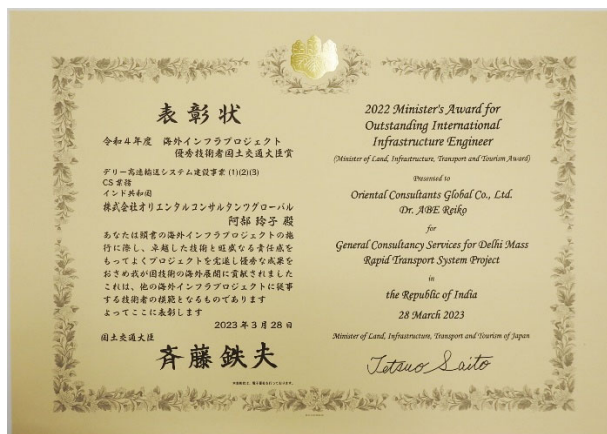 表彰状
令和4年度 海外インフラプロジェクト
優秀技術者国土交通大臣賞
デリー高速輸送システム建設事業 (1)(2)(3)
CS業務
インド共和国
株式会社オリエンタルコンサルタンツグローバル
阿部 玲子 殿
あなたは頭書の海外インフラプロジェクトの施
行に際し、卓越した技術と旺盛なる責任感を
もってよくプロジェクトを完遂し優秀な成果を
おさめ我が国技術の海外展開に貢献されました
これは、他の海外インフラプロジェクトに従事
する技術者の模範となるものであります
よってここに表彰します
2023年3月28日
国土交通大臣
斉藤鉄夫
2022 Minister's Award for
Outstanding International
Infrastructure Engineer
(Minister of Land, Infrastructure, Transport and Tourism Award)
Presented to
Oriental Consultants Global Co., Ltd.
Dr. ABE Reiko
for
General Consultancy Services for Delhi Mass
Rapid Transport System Project
in
the Republic of India
28 March 2023
Minister of Land, Infrastructure, Transport and Tourism of Japan
Tetsuo Saito